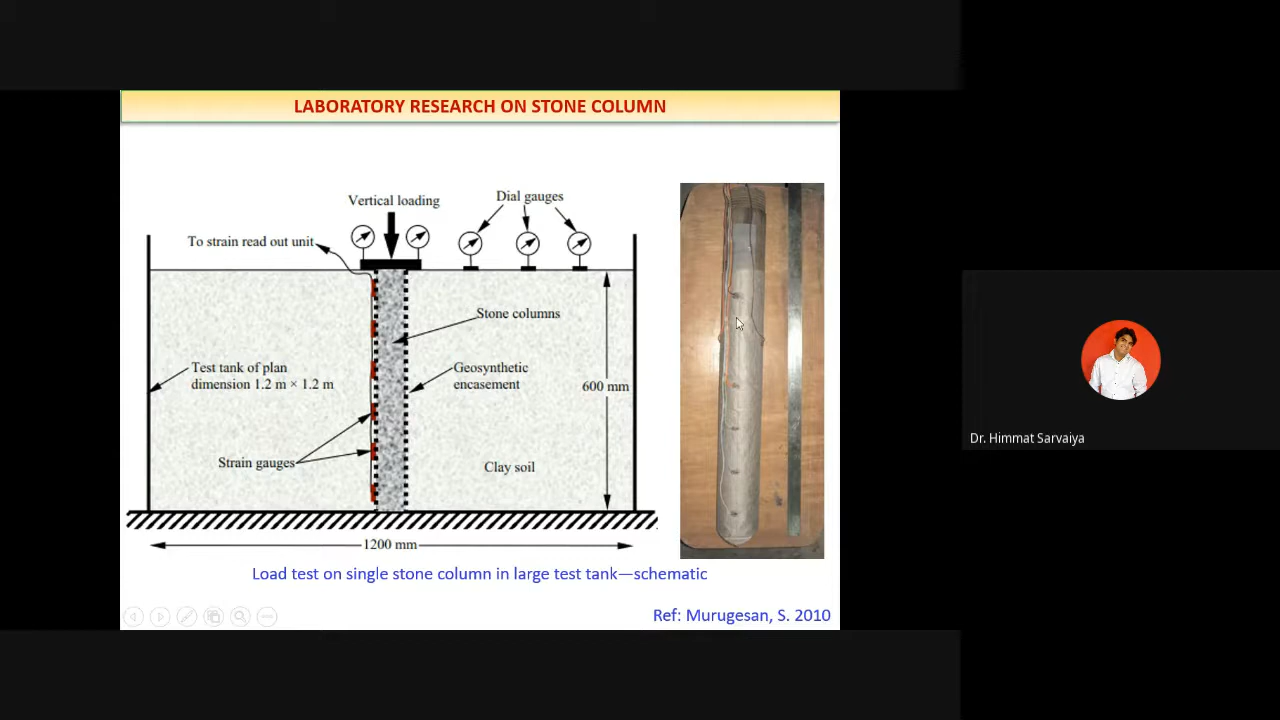 LABORATORY RESEARCH ON STONE COLUMN
Vertical loading
Dial gauges
To strain read out unit
Stone columns
Test tank of plan
dimension 1.2 m × 1.2 m
Geosynthetic
encasement
600 mm
Strain gauges
Clay soil
1200 mm
Load test on single stone column in large test tank—schematic
Ref: Murugesan, S. 2010
Dr. Himmat Sarvaiya